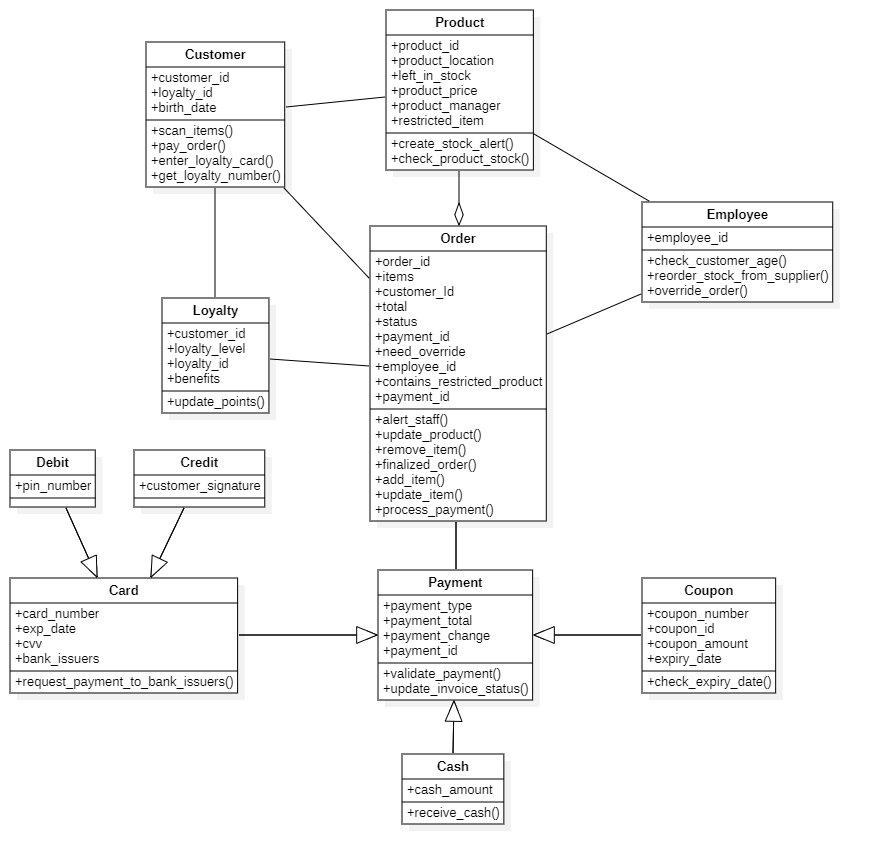 Product
+product_id
+product_location
+left_in_stock
+product_price
+product_manager
+restricted_item
+create_stock_alert()
+check_product_stock()
Customer
+customer_id
+loyalty_id
+birth_date
+scan_items()
+pay_order()
+enter_loyalty_card()
+get_loyalty_number()
Employee
+employee_id
+check_customer_age()
+reorder_stock_from_supplier()
+override_order()
Order
+order_id
+items
+customer_Id
+total
+status
+payment_id
+need_override
+employee_id
+contains_restricted_product
+payment_id
+alert_staff()
+update_product()
+remove_item()
+finalized_order()
+add_item()
+update_item()
+process_payment()
Loyalty
+customer_id
+loyalty_level
+loyalty_id
+benefits
+update_points()
Debit
+pin_number
Credit
+customer_signature
Card
+card_number
+exp_date
+cvv
+bank_issuers
+request_payment_to_bank_issuers()
Payment
+payment_type
+payment_total
+payment_change
+payment_id
+validate_payment()
+update_invoice_status()
Coupon
+coupon_number
+coupon_id
+coupon_amount
+expiry_date
+check_expiry_date()
Cash
+cash_amount
+receive_cash()